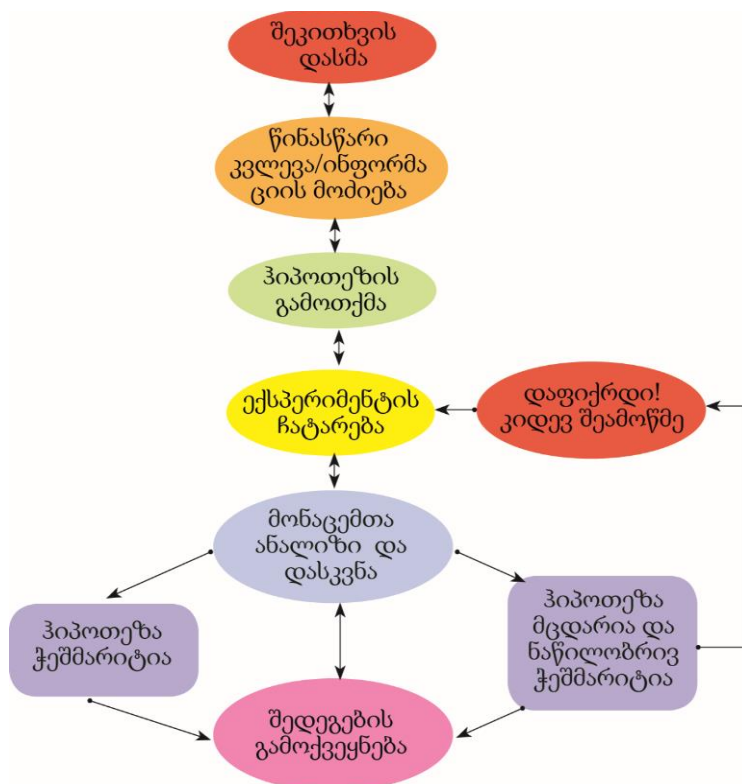 შეკითხვის
დასმა
წინასწარი
კვლევა/ინფორმა
ციის მოძიება
ჰიპოთეზის
გამოთქმა
ექსპერიმენტის
ჩატარება
დაფიქრდი!
კიდევ შეამოწმე
მონაცემთა
ანალიზი და
დასკვნა
ჰიპოთეზა
ჭეშმარიტია
ჰიპოთეზა
მცდარია და
ნაწილობრივ
ჭეშმარიტია
შედეგების
გამოქვეყნება